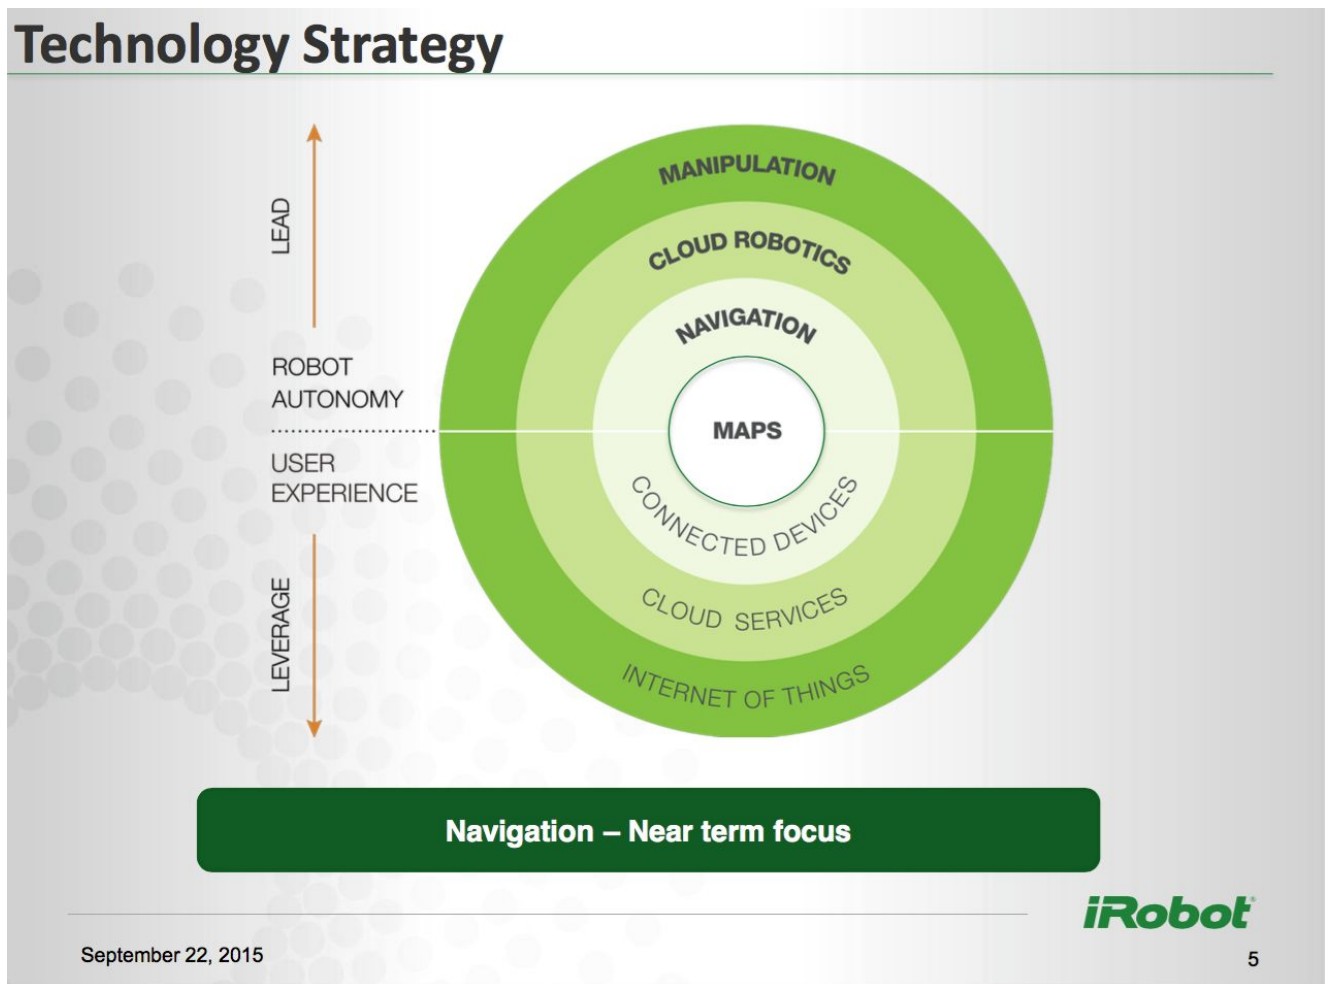 Technology Strategy
LEAD
ROBOT
AUTONOMY
USER
EXPERIENCE
LEVERAGE
MANIPULATION
CLOUD ROBOTICS
NAVIGATION
MAPS
CONNECTED DEVICES
CLOUD SERVICES
INTERNET OF THINGS
Navigation – Near term focus
iRobot
September 22, 2015
5